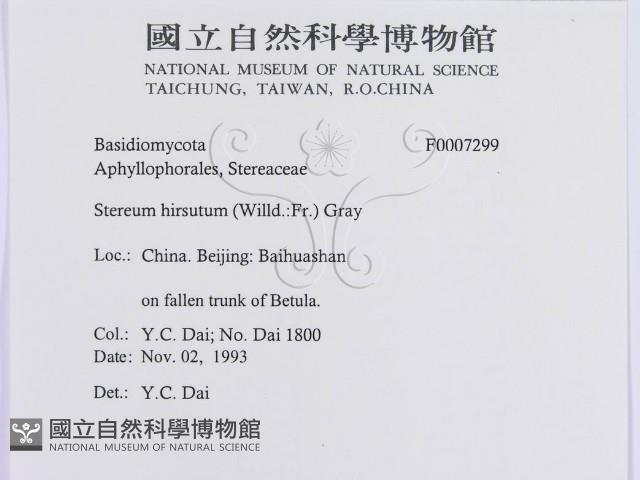 國立自然科學博物館
NATIONAL MUSEUM OF NATURAL SCIENCE
TAICHUNG, TAIWAN, R.O.CHINA
Basidiomycota F0007299
Aphyllophorales, Stereaceae
Stereum hirsutum (Willd.:Fr.) Gray
Loc.: China. Beijing: Baihuashan
on fallen trunk of Betula.
Col.: Y.C. Dai; No. Dai 1800
Date: Nov. 02, 1993
Det.: Y.C. Dai
國立自然科學博物館
NATIONAL MUSEUM OF NATURAL SCIENCE